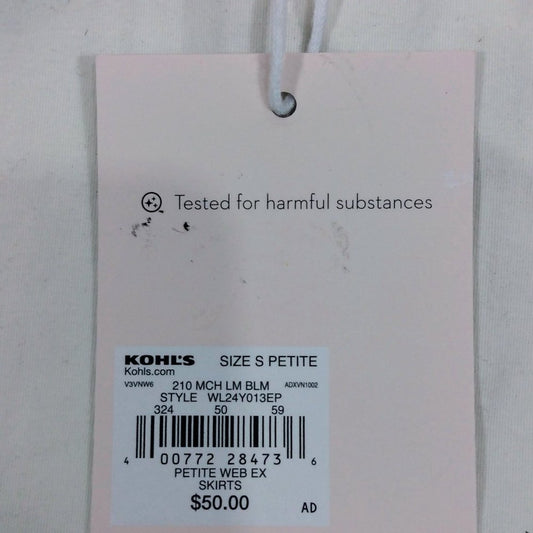 Tested for harmful substances
KOHL'S SIZE S PETITE
Kohls.com
V3VNW6 210 MCH LM BLM ADXVN1002
STYLE WL24Y013EP
324 50 59
4 00772 28473 6
PETITE WEB EX
SKIRTS
$50.00 AD